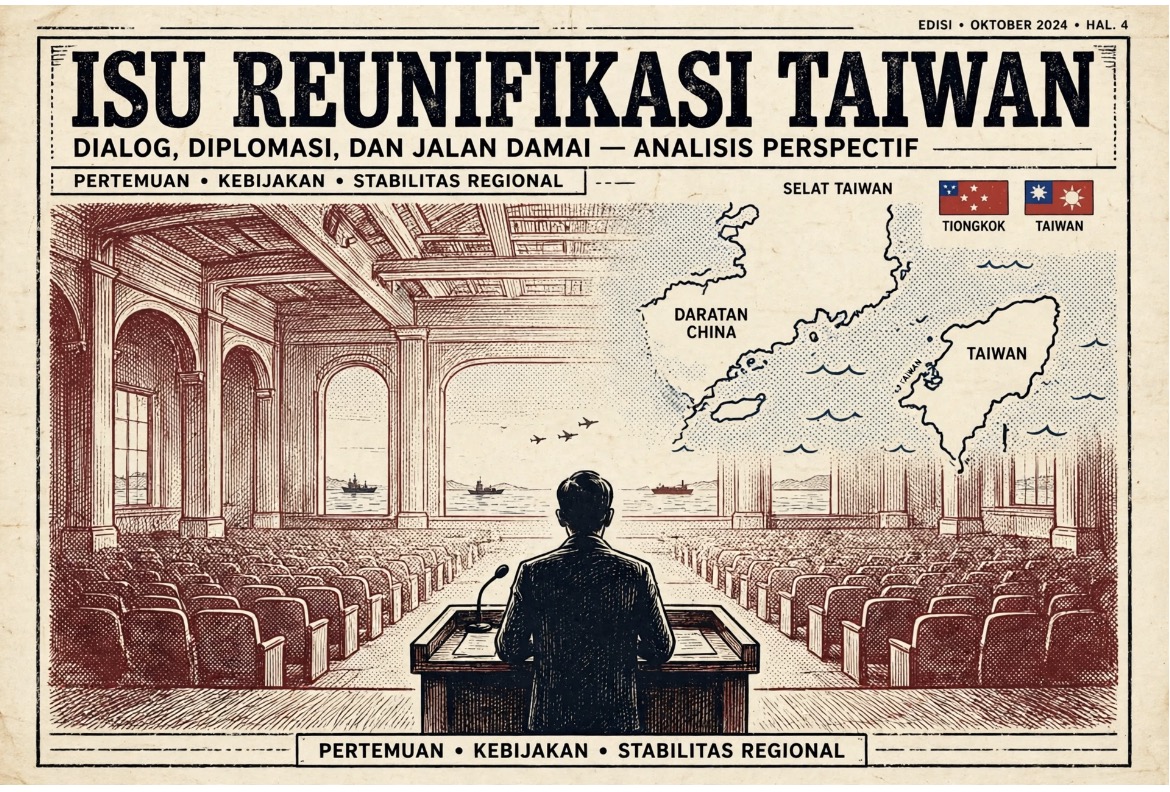 EDISI • OKTOBER 2024 • HAL. 4
ISU REUNIFIKASI TAIWAN
DIALOG, DIPLOMASI, DAN JALAN DAMAI — ANALISIS PERSPECTIF
PERTEMUAN • KEBIJAKAN • STABILITAS REGIONAL
SELAT TAIWAN
TIONGKOK
TAIWAN
DARATAN
CHINA
TAIWAN
PERTEMUAN • KEBIJAKAN • STABILITAS REGIONAL